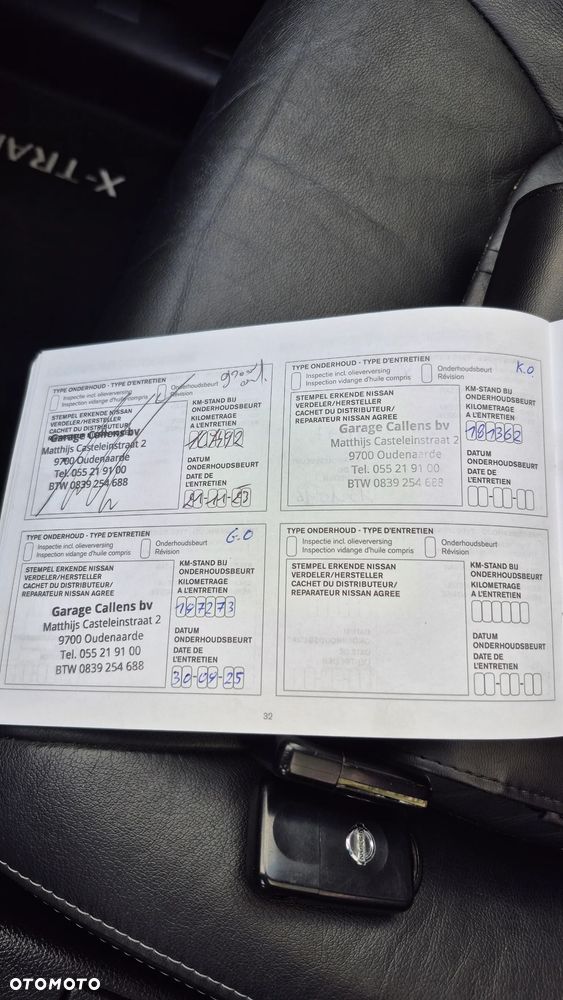 X-TRAI
TYPE ONDERHOUD - TYPE D'ENTRETIEN
Inspectie incl. olieverversing
Inspection vidange d'huile compris
Onderhoudsbeurt
Révision
STEMPEL ERKENDE NISSAN
VERDELER/HERSTELLER
CACHET DU DISTRIBUTEUR/
Garage Callens bv
Matthijs Casteleinstraat 2
9700 Oudenaarde
Tel. 055 21 91 00
BTW 0839 254 688
KM-STAND BIJ
ONDERHOUDSBEURT
KILOMETRAGE
A L'ENTRETIEN
DATUM
ONDERHOUDSBEURT
DATE DE
L'ENTRETIEN
21-11-23
TYPE ONDERHOUD - TYPE D'ENTRETIEN
K.O
Inspectie incl. olieverversing
Inspection vidange d'huile compris
Onderhoudsbeurt
Révision
STEMPEL ERKENDE NISSAN
VERDELER/HERSTELLER
CACHET DU DISTRIBUTEUR/
REPARATEUR NISSAN AGREE
Garage Callens bv
Matthijs Casteleinstraat 2
9700 Oudenaarde
Tel. 055 21 91 00
BTW 0839 254 688
KM-STAND BIJ
ONDERHOUDSBEURT
KILOMETRAGE
A L'ENTRETIEN
191362
DATUM
ONDERHOUDSBEURT
DATE DE
L'ENTRETIEN
TYPE ONDERHOUD - TYPE D'ENTRETIEN
G.O
Inspectie incl. olieverversing
Inspection vidange d'huile compris
Onderhoudsbeurt
Révision
STEMPEL ERKENDE NISSAN
VERDELER/HERSTELLER
CACHET DU DISTRIBUTEUR/
REPARATEUR NISSAN AGREE
Garage Callens bv
Matthijs Casteleinstraat 2
9700 Oudenaarde
Tel. 055 21 91 00
BTW 0839 254 688
KM-STAND BIJ
ONDERHOUDSBEURT
KILOMETRAGE
A L'ENTRETIEN
197273
DATUM
ONDERHOUDSBEURT
DATE DE
L'ENTRETIEN
30-04-25
TYPE ONDERHOUD - TYPE D'ENTRETIEN
Inspectie incl. olieverversing
Inspection vidange d'huile compris
Onderhoudsbeurt
Révision
STEMPEL ERKENDE NISSAN
VERDELER/HERSTELLER
CACHET DU DISTRIBUTEUR/
REPARATEUR NISSAN AGREE
KM-STAND BIJ
ONDERHOUDSBEURT
KILOMETRAGE
A L'ENTRETIEN
DATUM
ONDERHOUDSBEURT
DATE DE
L'ENTRETIEN
32
OTOMOTO